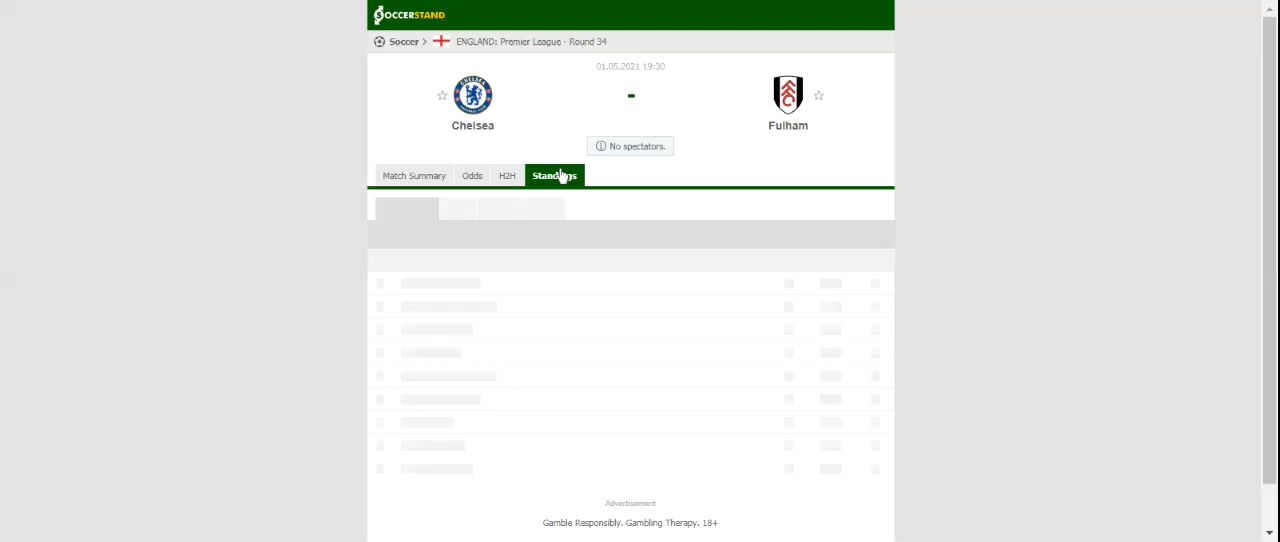 SOCCERSTAND
Soccer > ENGLAND: Premier League - Round 34
01.05.2021 19:30
-
Chelsea
Fulham
No spectators.
Match Summary Odds H2H Standings
Advertisement
Gamble Responsibly. Gambling Therapy. 18+